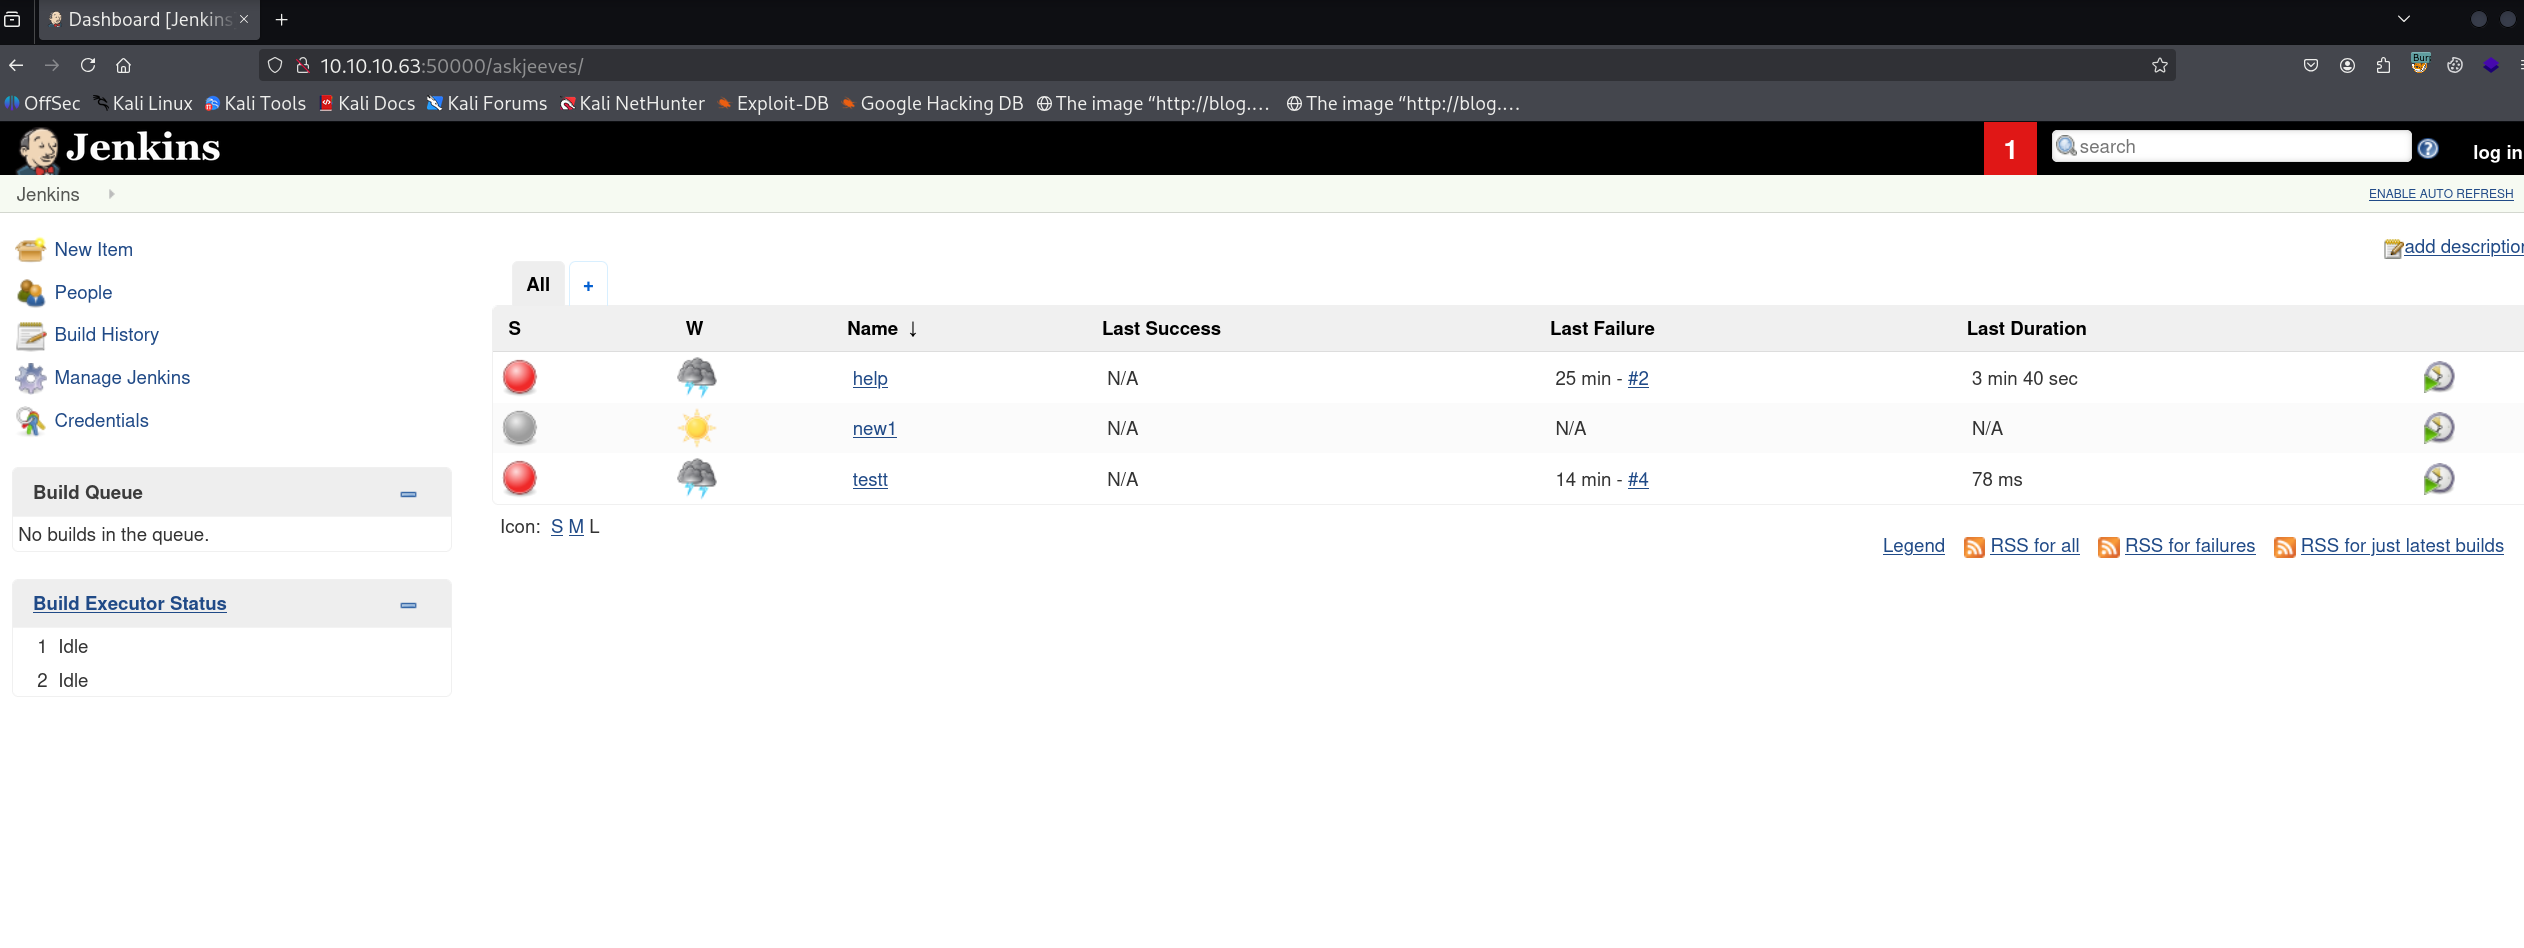 Dashboard [Jenkins
10.10.10.63:50000/askjeeves/
OffSec Kali Linux Kali Tools Kali Docs Kali Forums Kali NetHunter Exploit-DB Google Hacking DB The image “http://blog.… The image “http://blog.…
Jenkins 1 search log in
Jenkins ENABLE AUTO REFRESH
New Item
People
Build History
Manage Jenkins
Credentials
Build Queue
No builds in the queue.
Build Executor Status
1 Idle
2 Idle
add description
All +
S W Name ↓ Last Success Last Failure Last Duration
help N/A 25 min - #2 3 min 40 sec
new1 N/A N/A N/A
testt N/A 14 min - #4 78 ms
Icon: S M L
Legend RSS for all RSS for failures RSS for just latest builds